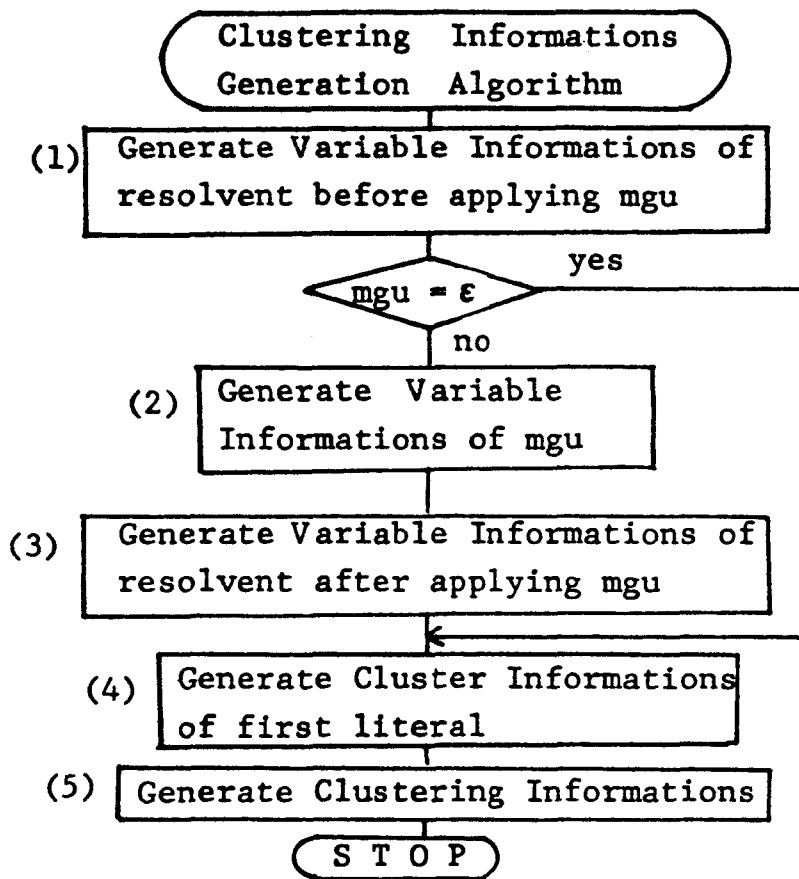 Clustering Informations
Generation Algorithm
(1)
Generate Variable Informations of
resolvent before applying mgu
yes
mgu = ε
no
(2)
Generate Variable
Informations of mgu
(3)
Generate Variable Informations of
resolvent after applying mgu
(4)
Generate Cluster Informations
of first literal
(5)
Generate Clustering Informations
S T O P